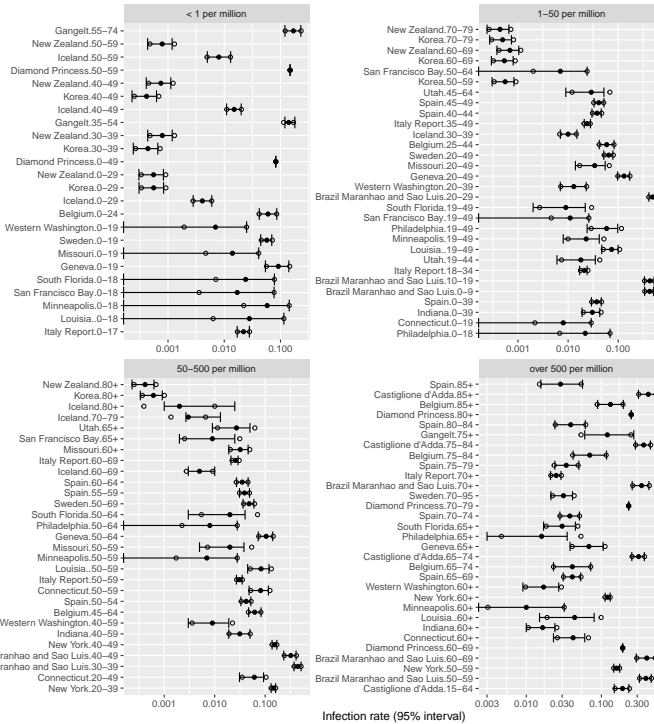 < 1 per million
Gangelt.55−74
New Zealand.50−59
Iceland.50−59
Diamond Princess.50−59
New Zealand.40−49
Korea.40−49
Iceland.40−49
Gangelt.35−54
New Zealand.30−39
Korea.30−39
Diamond Princess.0−49
New Zealand.0−29
Korea.0−29
Iceland.0−29
Belgium.0−24
Western Washington.0−19
Sweden.0−19
Missouri.0−19
Geneva.0−19
South Florida.0−18
San Francisco Bay.0−18
Minneapolis.0−18
Louisia..0−18
Italy Report.0−17
0.001 0.010 0.100
1−50 per million
New Zealand.70−79
Korea.70−79
New Zealand.60−69
Korea.60−69
San Francisco Bay.50−64
Korea.50−59
Utah.45−64
Spain.45−49
Spain.40−44
Italy Report.35−49
Iceland.30−39
Belgium.25−44
Sweden.20−49
Missouri.20−49
Geneva.20−49
Western Washington.20−39
Brazil Maranhao and Sao Luis.20−29
South Florida.19−49
San Francisco Bay.19−49
Philadelphia.19−49
Minneapolis.19−49
Louisia..19−49
Utah.19−44
Italy Report.18−34
Brazil Maranhao and Sao Luis.10−19
Brazil Maranhao and Sao Luis.0−9
Spain.0−39
Indiana.0−39
Connecticut.0−19
Philadelphia.0−18
0.001 0.010 0.100
50−500 per million
New Zealand.80+
Korea.80+
Iceland.80+
Iceland.70−79
Utah.65+
San Francisco Bay.65+
Missouri.60+
Italy Report.60−69
Iceland.60−69
Spain.60−64
Spain.55−59
Sweden.50−69
South Florida.50−64
Philadelphia.50−64
Geneva.50−64
Missouri.50−59
Minneapolis.50−59
Louisia..50−59
Italy Report.50−59
Connecticut.50−59
Spain.50−54
Belgium.45−64
Western Washington.40−59
Indiana.40−59
New York.40−49
ranhao and Sao Luis.40−49
ranhao and Sao Luis.30−39
Connecticut.20−49
New York.20−39
0.001 0.010 0.100
over 500 per million
Spain.85+
Castiglione d'Adda.85+
Belgium.85+
Diamond Princess.80+
Spain.80−84
Gangelt.75+
Castiglione d'Adda.75−84
Belgium.75−84
Spain.75−79
Italy Report.70+
Brazil Maranhao and Sao Luis.70+
Sweden.70−95
Diamond Princess.70−79
Spain.70−74
South Florida.65+
Philadelphia.65+
Geneva.65+
Castiglione d'Adda.65−74
Belgium.65−74
Spain.65−69
Western Washington.60+
New York.60+
Minneapolis.60+
Louisia..60+
Indiana.60+
Connecticut.60+
Diamond Princess.60−69
Brazil Maranhao and Sao Luis.60−69
New York.50−59
Brazil Maranhao and Sao Luis.50−59
Castiglione d'Adda.15−64
0.003 0.010 0.030 0.100 0.300
Infection rate (95% interval)